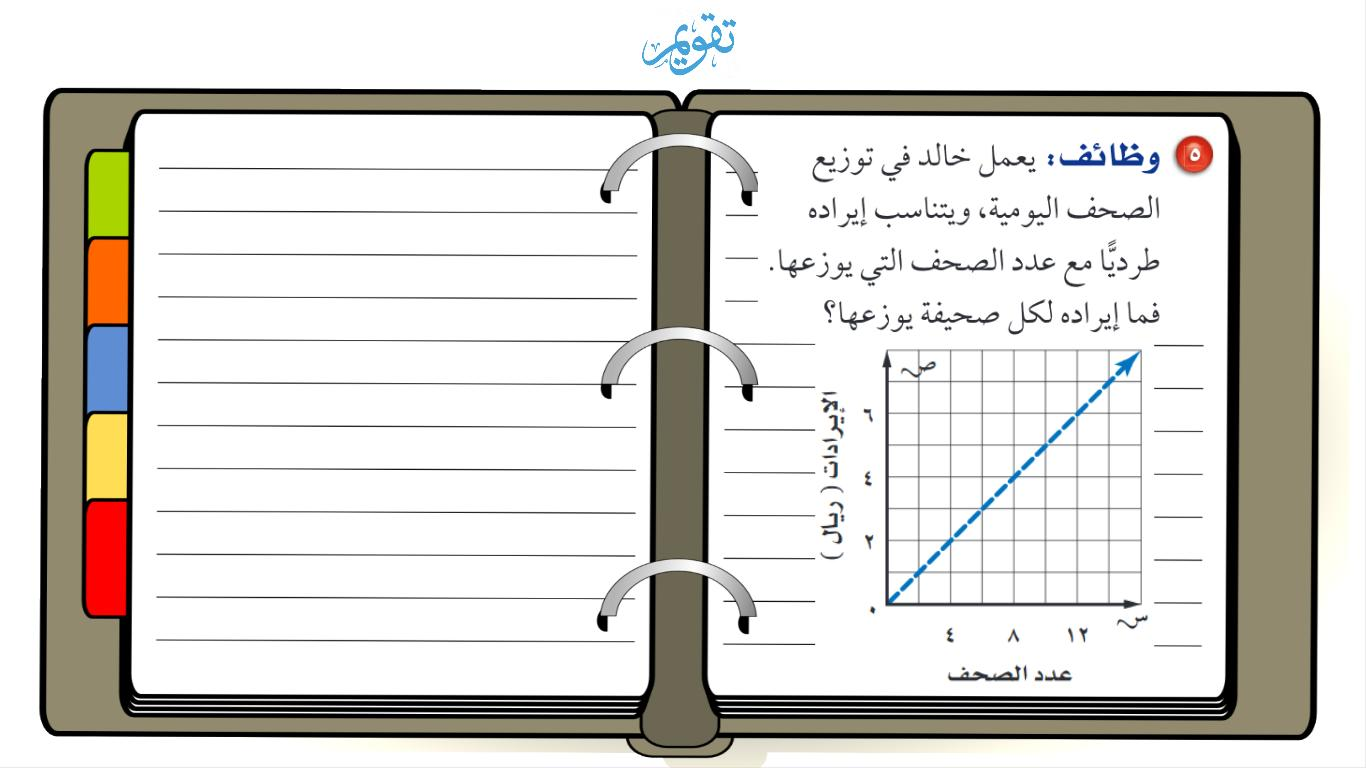 تقويم
٥ وظائف: يعمل خالد في توزيع
الصحف اليومية، ويتناسب إيراده
طرديًّا مع عدد الصحف التي يوزعها.
فما إيراده لكل صحيفة يوزعها؟
ص
الإيرادات ( ريال )
٦
٤
٢
٠
٤ ٨ ١٢
س
عدد الصحف